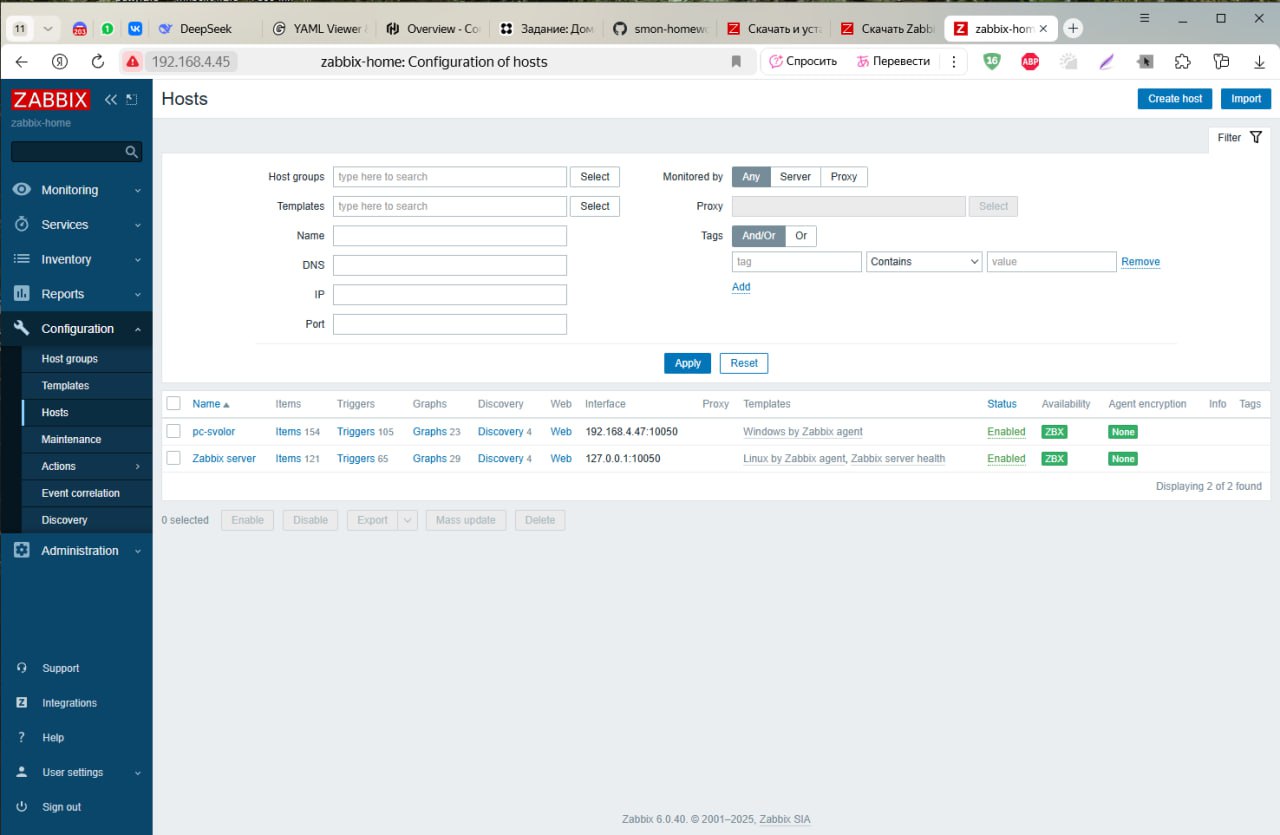 11 203 1 DeepSeek YAML Viewer Overview - Co Задание: Дом smon-homew Скачать и уста Скачать Zabbi zabbix-hom
192.168.4.45 zabbix-home: Configuration of hosts Спросить Перевести 16 ABP
ZABBIX
zabbix-home
Monitoring
Services
Inventory
Reports
Configuration
Host groups
Templates
Hosts
Maintenance
Actions
Event correlation
Discovery
Administration
Support
Integrations
Help
User settings
Sign out
Hosts Create host Import
Filter
Host groups type here to search Select
Templates type here to search Select
Name
DNS
IP
Port
Monitored by Any Server Proxy
Proxy Select
Tags And/Or Or
tag Contains value Remove
Add
Apply Reset
Name Items Triggers Graphs Discovery Web Interface Proxy Templates Status Availability Agent encryption Info Tags
pc-svolor Items 154 Triggers 105 Graphs 23 Discovery 4 Web 192.168.4.47:10050 Windows by Zabbix agent Enabled ZBX None
Zabbix server Items 121 Triggers 65 Graphs 29 Discovery 4 Web 127.0.0.1:10050 Linux by Zabbix agent, Zabbix server health Enabled ZBX None
Displaying 2 of 2 found
0 selected Enable Disable Export Mass update Delete
Zabbix 6.0.40. © 2001–2025, Zabbix SIA